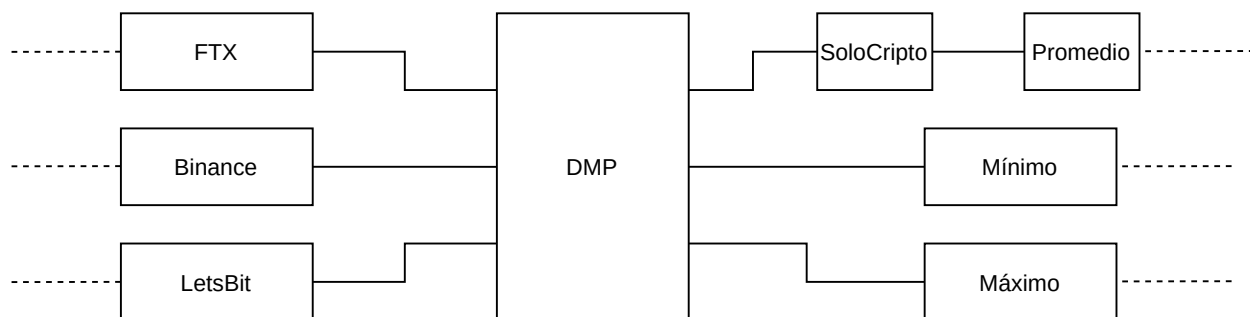 FTX
SoloCripto
Promedio
Binance
DMP
Mínimo
LetsBit
Máximo